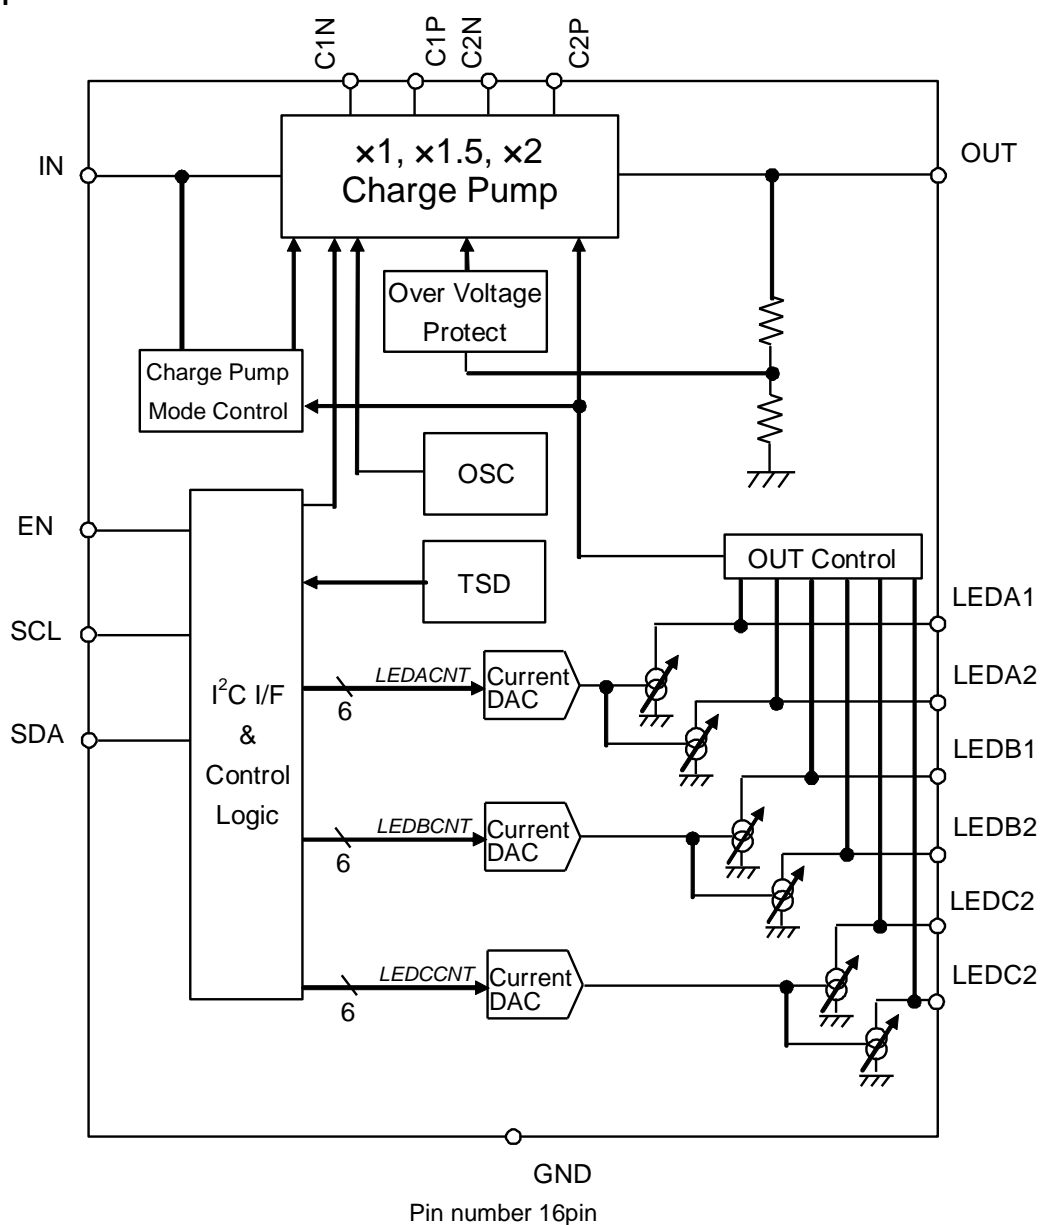 C1N
C1P
C2N
C2P
IN
×1, ×1.5, ×2
Charge Pump
OUT
Over Voltage
Protect
Charge Pump
Mode Control
OSC
EN
OUT Control
TSD
LEDA1
SCL
LEDACNT
6
Current
DAC
LEDA2
I²C I/F
&
Control
Logic
SDA
LEDB1
LEDBCNT
6
Current
DAC
LEDB2
LEDC2
LEDCCNT
6
Current
DAC
LEDC2
GND
Pin number 16pin